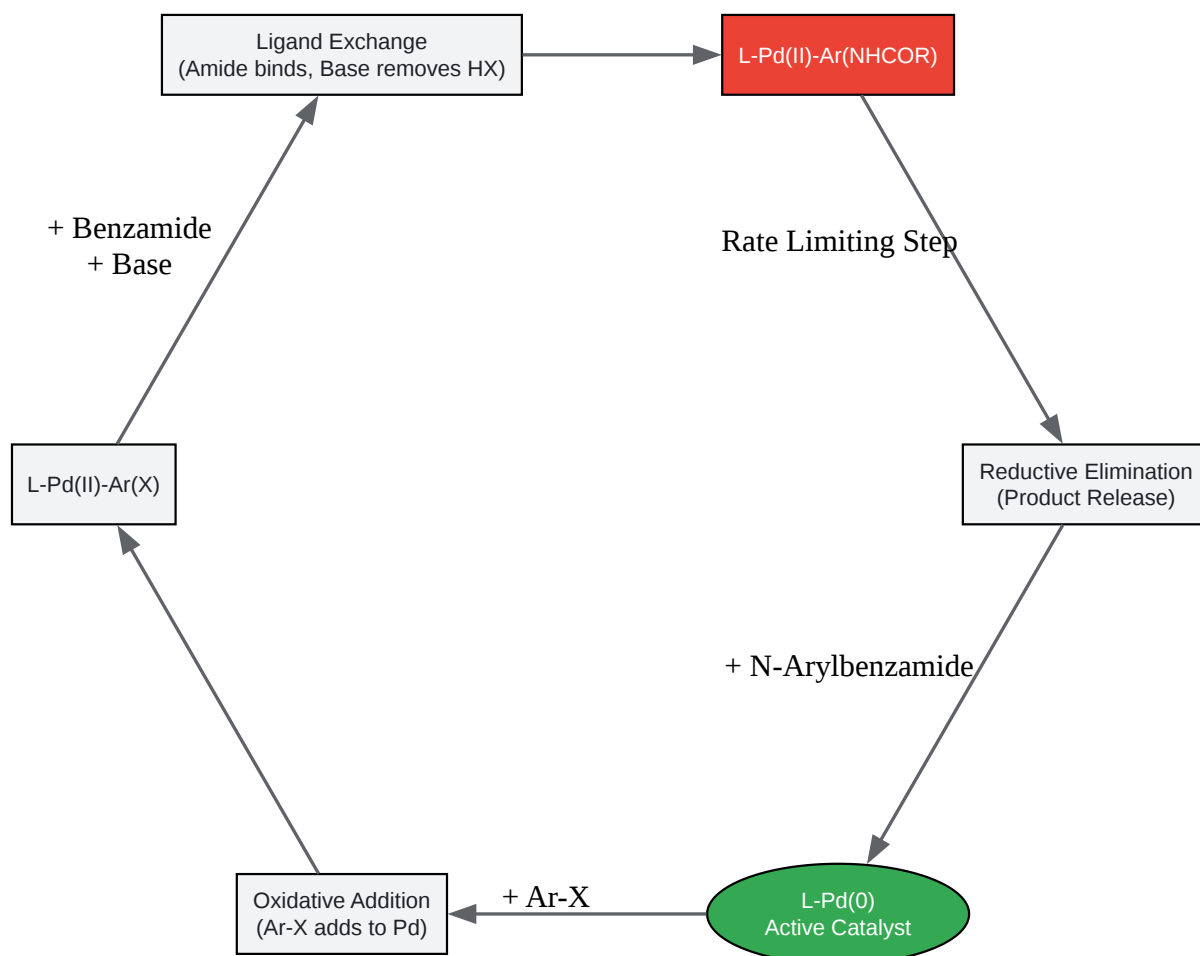 Ligand Exchange
(Amide binds, Base removes HX)
L-Pd(II)-Ar(NHCOR)
+ Benzamide
+ Base
Rate Limiting Step
L-Pd(II)-Ar(X)
Reductive Elimination
(Product Release)
+ N-Arylbenzamide
Oxidative Addition
(Ar-X adds to Pd)
+ Ar-X
L-Pd(0)
Active Catalyst